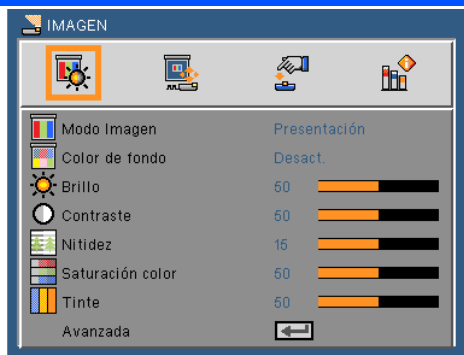 IMAGEN
Modo Imagen Presentación
Color de fondo Desact.
Brillo 50
Contraste 50
Nitidez 15
Saturación color 50
Tinte 50
Avanzada